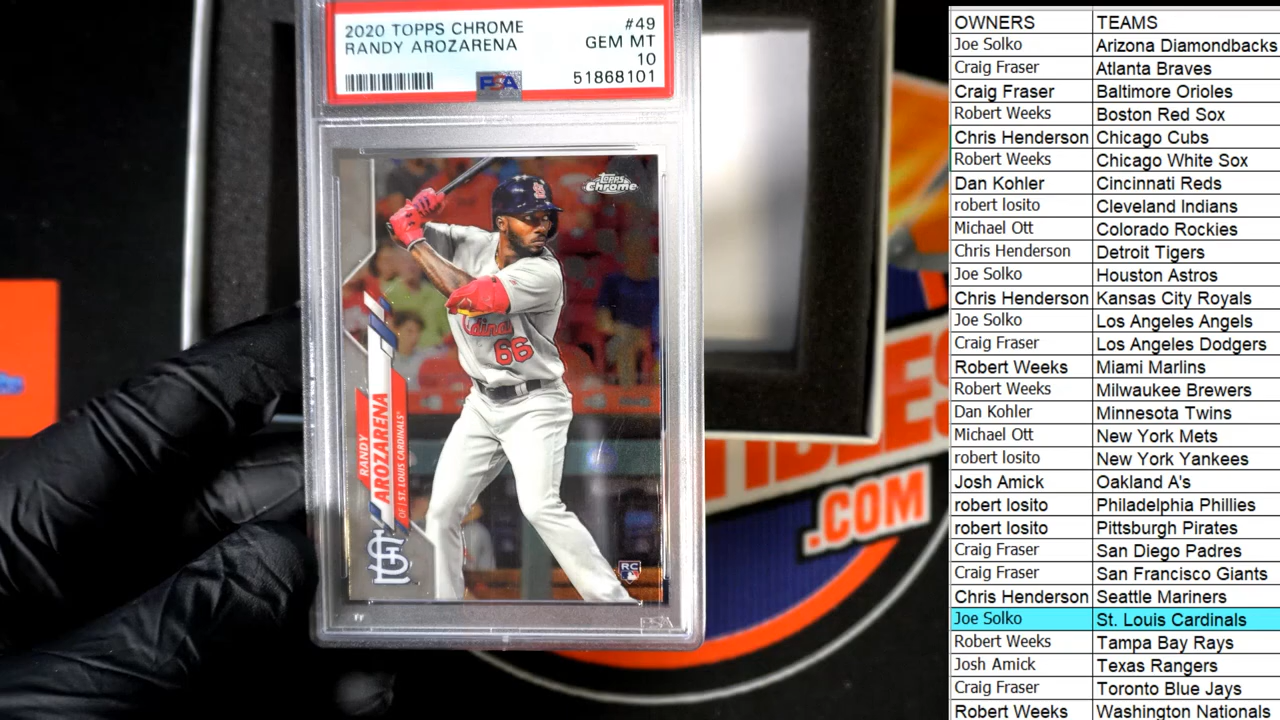 2020 TOPPS CHROME #49
RANDY AROZARENA GEM MT
10
PSA 51868101
Topps
Chrome
Cardinals
66
RANDY
AROZARENA
OF | ST. LOUIS CARDINALS®
RC
PSA
.COM
OWNERS TEAMS
Joe Solko Arizona Diamondbacks
Craig Fraser Atlanta Braves
Craig Fraser Baltimore Orioles
Robert Weeks Boston Red Sox
Chris Henderson Chicago Cubs
Robert Weeks Chicago White Sox
Dan Kohler Cincinnati Reds
robert losito Cleveland Indians
Michael Ott Colorado Rockies
Chris Henderson Detroit Tigers
Joe Solko Houston Astros
Chris Henderson Kansas City Royals
Joe Solko Los Angeles Angels
Craig Fraser Los Angeles Dodgers
Robert Weeks Miami Marlins
Robert Weeks Milwaukee Brewers
Dan Kohler Minnesota Twins
Michael Ott New York Mets
robert losito New York Yankees
Josh Amick Oakland A's
robert losito Philadelphia Phillies
robert losito Pittsburgh Pirates
Craig Fraser San Diego Padres
Craig Fraser San Francisco Giants
Chris Henderson Seattle Mariners
Joe Solko St. Louis Cardinals
Robert Weeks Tampa Bay Rays
Josh Amick Texas Rangers
Craig Fraser Toronto Blue Jays
Robert Weeks Washington Nationals